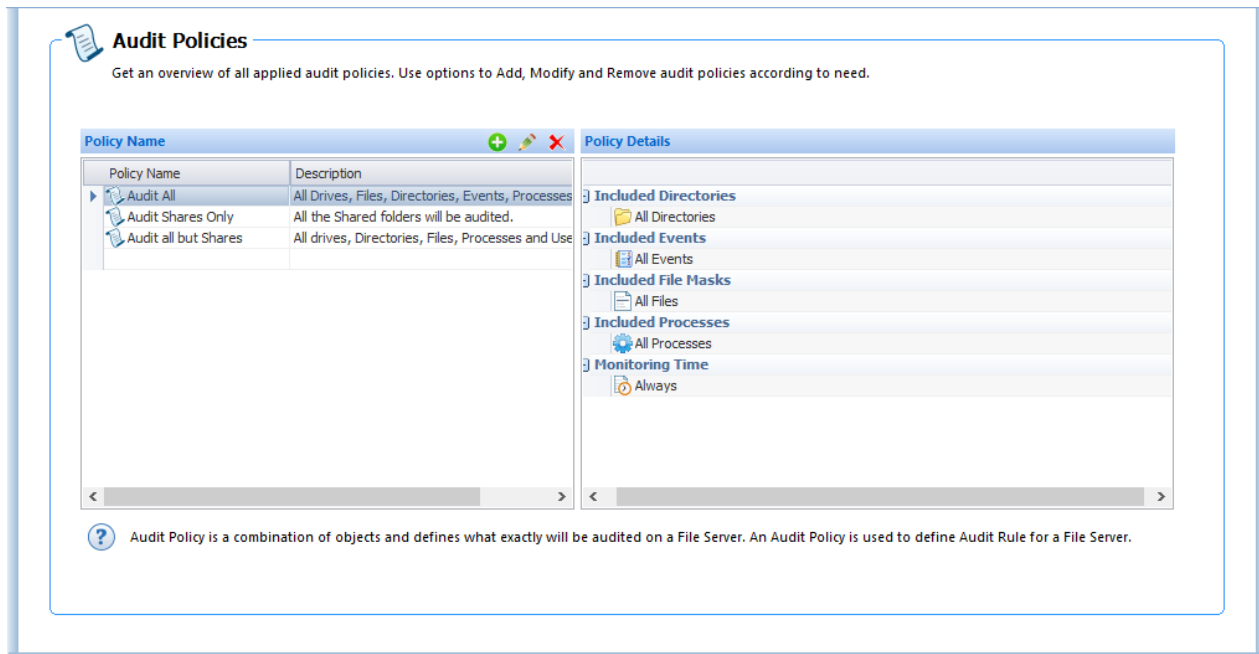 Audit Policies
Get an overview of all applied audit policies. Use options to Add, Modify and Remove audit policies according to need.
Policy Name
Policy Details
Policy Name Description
Audit All All Drives, Files, Directories, Events, Processes
Audit Shares Only All the Shared folders will be audited.
Audit all but Shares All drives, Directories, Files, Processes and Use
Included Directories
All Directories
Included Events
All Events
Included File Masks
All Files
Included Processes
All Processes
Monitoring Time
Always
Audit Policy is a combination of objects and defines what exactly will be audited on a File Server. An Audit Policy is used to define Audit Rule for a File Server.